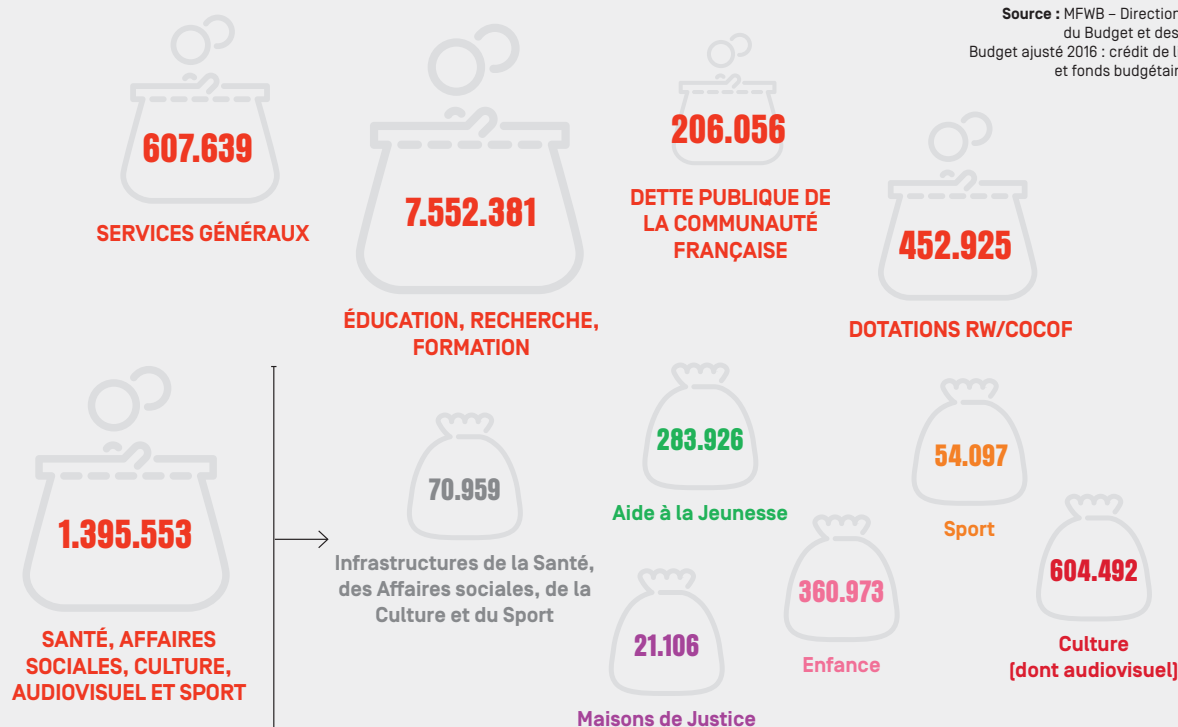 Source : MFWB – Direction
du Budget et des
Budget ajusté 2016 : crédit de
et fonds
607.639
SERVICES GÉNÉRAUX
7.552.381
ÉDUCATION, RECHERCHE,
FORMATION
206.056
DETTE PUBLIQUE DE
LA COMMUNAUTÉ
FRANÇAISE
452.925
DOTATIONS RW/COCOF
1.395.553
SANTÉ, AFFAIRES
SOCIALES, CULTURE,
AUDIOVISUEL ET SPORT
70.959
Infrastructures de la Santé,
des Affaires sociales, de la
Culture et du Sport
283.926
Aide à la Jeunesse
54.097
Sport
21.106
Maisons de Justice
360.973
Enfance
604.492
Culture
(dont audiovisuel)